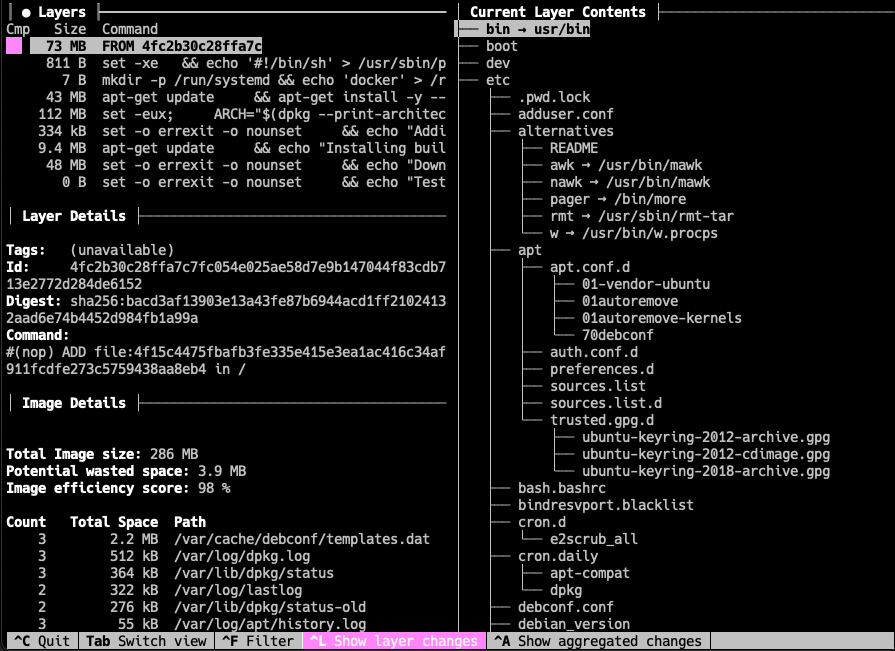 ● Layers
Cmp Size Command
73 MB FROM 4fc2b30c28ffa7c
811 B set -xe && echo '#!/bin/sh' > /usr/sbin/p
7 B mkdir -p /run/systemd && echo 'docker' > /r
43 MB apt-get update && apt-get install -y --
112 MB set -eux; ARCH="$(dpkg --print-architec
334 kB set -o errexit -o nounset && echo "Addi
9.4 MB apt-get update && echo "Installing buil
48 MB set -o errexit -o nounset && echo "Down
0 B set -o errexit -o nounset && echo "Test
Layer Details
Tags: (unavailable)
Id: 4fc2b30c28ffa7c7fc054e025ae58d7e9b147044f83cdb7
13e2772d284de6152
Digest: sha256:bacd3af13903e13a43fe87b6944acd1ff2102413
2aad6e74b4452d984fb1a99a
Command:
#(nop) ADD file:4f15c4475fbafb3fe335e415e3ea1ac416c34af
911fcdfe273c5759438aa8eb4 in /
Image Details
Total Image size: 286 MB
Potential wasted space: 3.9 MB
Image efficiency score: 98 %
Count Total Space Path
3 2.2 MB /var/cache/debconf/templates.dat
3 512 kB /var/log/dpkg.log
3 364 kB /var/lib/dpkg/status
2 322 kB /var/log/lastlog
2 276 kB /var/lib/dpkg/status-old
3 55 kB /var/log/apt/history.log
Current Layer Contents
bin → usr/bin
boot
dev
etc
.pwd.lock
adduser.conf
alternatives
README
awk → /usr/bin/mawk
nawk → /usr/bin/mawk
pager → /bin/more
rmt → /usr/sbin/rmt-tar
w → /usr/bin/w.procps
apt
apt.conf.d
01-vendor-ubuntu
01autoremove
01autoremove-kernels
70debconf
auth.conf.d
preferences.d
sources.list
sources.list.d
trusted.gpg.d
ubuntu-keyring-2012-archive.gpg
ubuntu-keyring-2012-cdimage.gpg
ubuntu-keyring-2018-archive.gpg
bash.bashrc
bindresvport.blacklist
cron.d
e2scrub_all
cron.daily
apt-compat
dpkg
debconf.conf
debian_version
^C Quit Tab Switch view ^F Filter ^L Show layer changes ^A Show aggregated changes